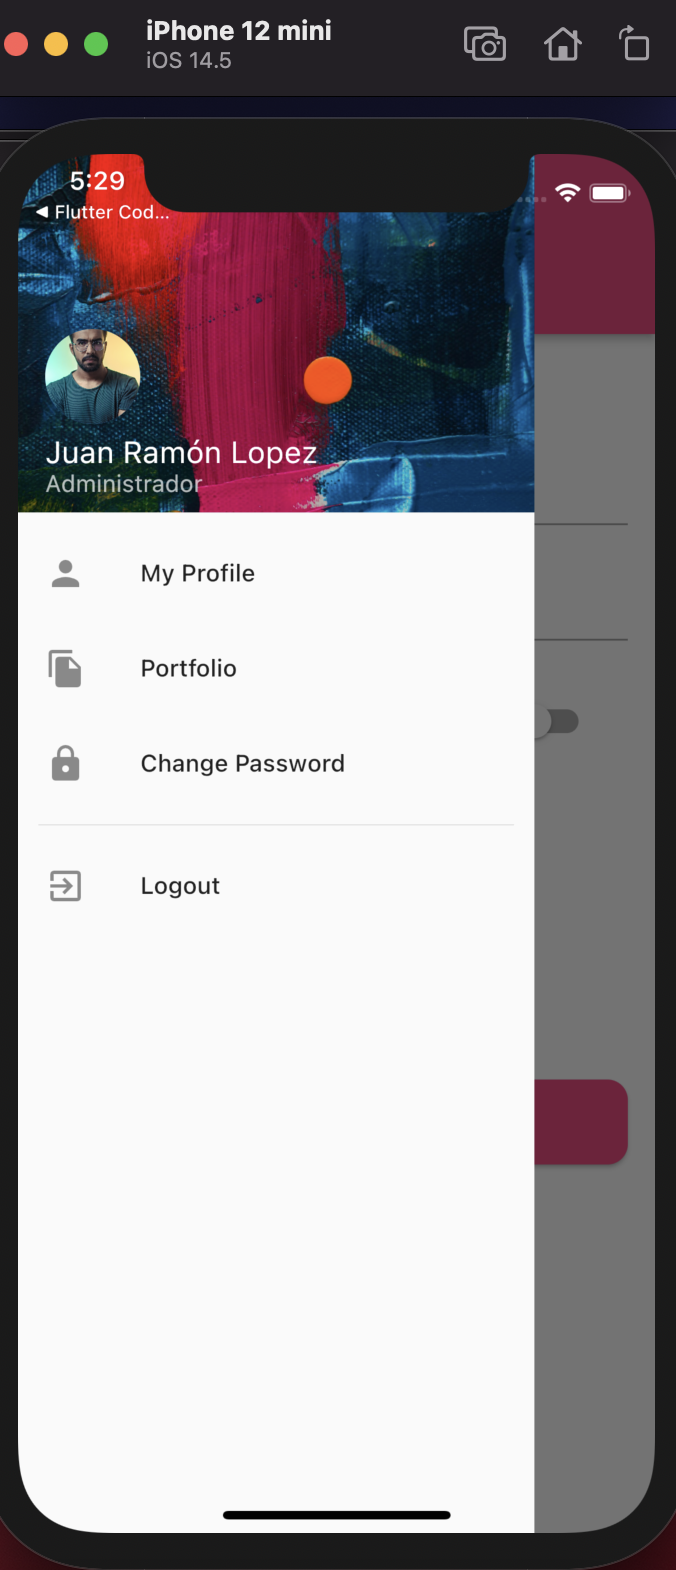 iPhone 12 mini
iOS 14.5
5:29
◀ Flutter Cod...
Juan Ramón Lopez
Administrador
My Profile
Portfolio
Change Password
Logout